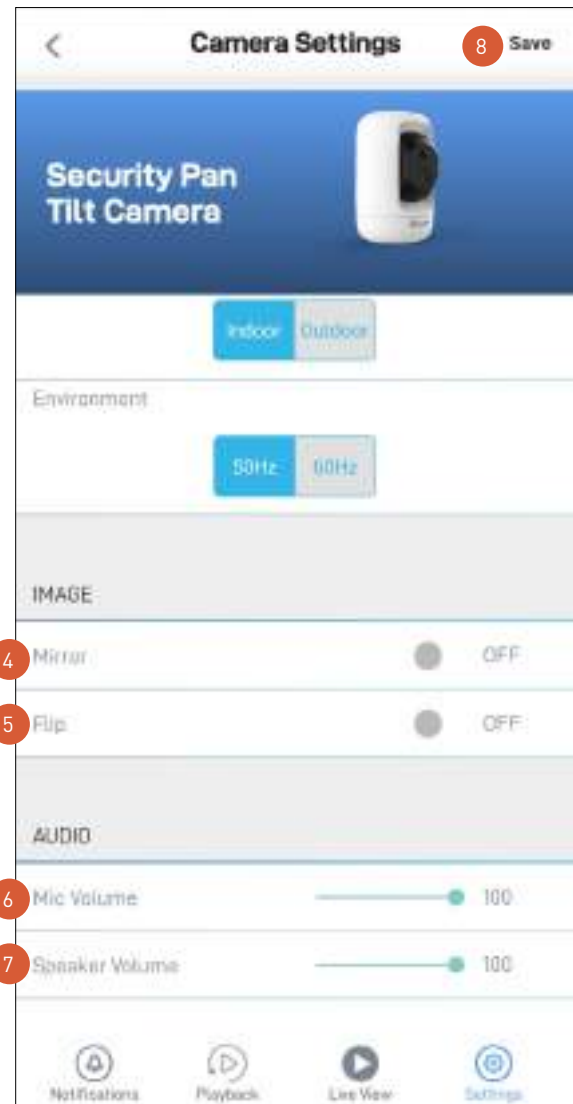 Camera Settings
8 Save
Security Pan
Tilt Camera
Indoor Outdoor
Environment
50Hz 60Hz
IMAGE
4 Mirror OFF
5 Flip OFF
AUDIO
6 Mic Volume 100
7 Speaker Volume 100
Notifications Playback Live View Settings